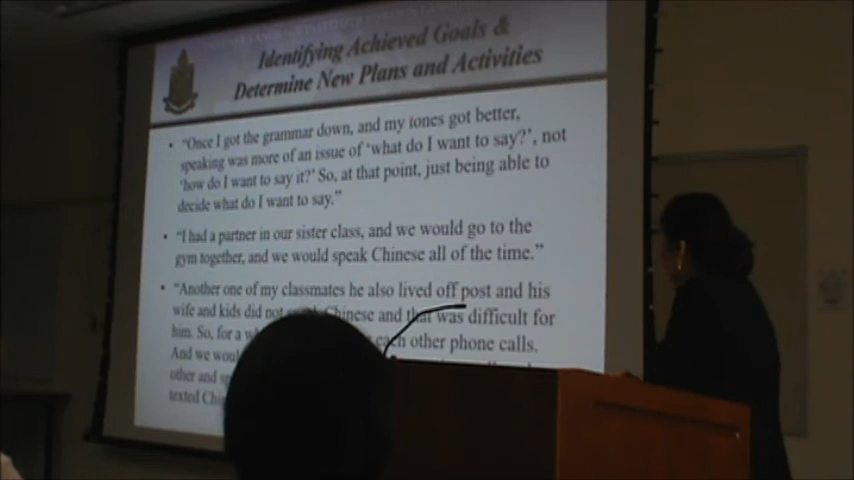 Identifying Achieved Goals &
Determine New Plans and Activities
• "Once I got the grammar down, and my tones got better,
speaking was more of an issue of 'what do I want to say?', not
'how do I want to say it?' So, at that point, just being able to
decide what do I want to say."
• "I had a partner in our sister class, and we would go to the
gym together, and we would speak Chinese all of the time."
• "Another one of my classmates he also lived off post and his
wife and kids did not Chinese and that was difficult for
him. So, for a each other phone calls.
And we
other and
texted